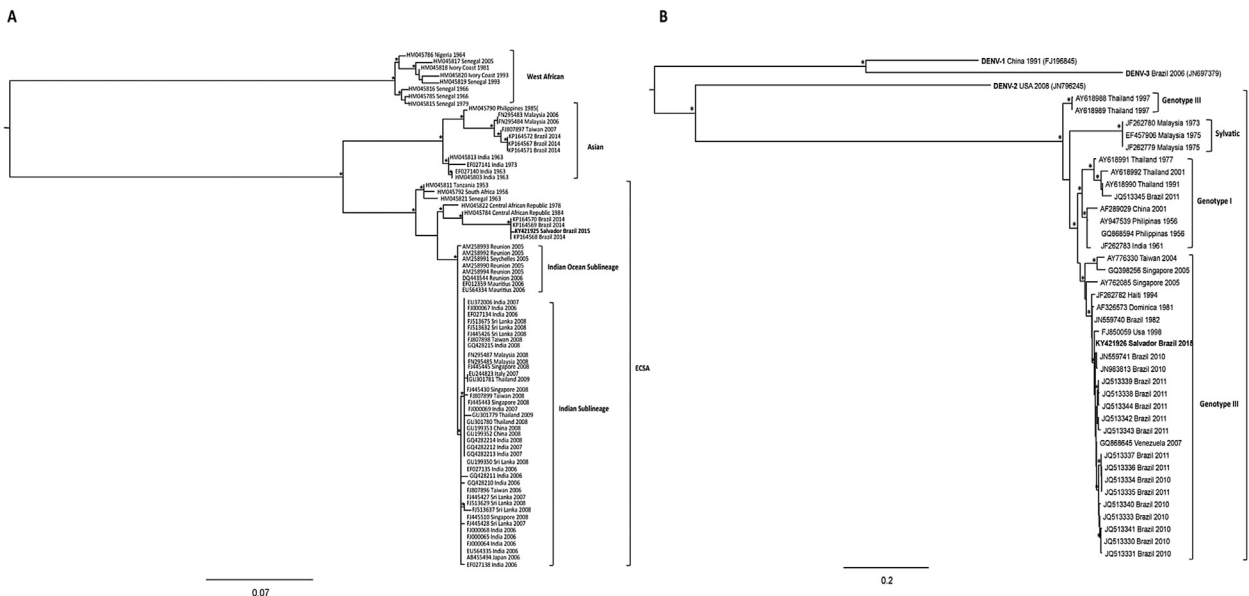 A
HM045786 Nigeria 1964
HM045817 Senegal 2005
HM045818 Ivory Coast 1981
HM045820 Ivory Coast 1993
HM045819 Senegal 1993
HM045816 Senegal 1966
HM045785 Senegal 1966
HM045815 Senegal 1979
West African
HM045790 Philippines 1985(
FN295483 Malaysia 2006
FN295484 Malaysia 2006
FJ807897 Taiwan 2007
KP164572 Brazil 2014
KP164567 Brazil 2014
KP164571 Brazil 2014
HM045813 India 1963
EF027141 India 1973
EF027140 India 1963
HM045803 India 1963
Asian
HM045811 Tanzania 1953
HM045792 South Africa 1956
HM045821 Senegal 1963
HM045822 Central African Republic 1978
HM045784 Central African Republic 1984
KP164570 Brazil 2014
KP164569 Brazil 2014
KY421925 Salvador Brazil 2015
KP164568 Brazil 2014
AM258993 Reunion 2005
AM258992 Reunion 2005
AM258991 Seychelles 2005
AM258990 Reunion 2005
AM258994 Reunion 2005
DQ443544 Reunion 2006
EF012359 Mauritius 2006
EU564334 Mauritius 2006
Indian Ocean Sublineage
EU372006 India 2007
FJ000067 India 2006
EF027134 India 2006
FJ513675 Sri Lanka 2008
FJ513632 Sri Lanka 2008
FJ445426 Sri Lanka 2008
FJ807898 Taiwan 2008
GQ428215 India 2008
FN295487 Malaysia 2008
FN295485 Malaysia 2008
FJ445445 Singapore 2008
EU244823 Italy 2007
GU301781 Thailand 2009
FJ445430 Singapore 2008
FJ807899 Taiwan 2008
FJ445443 Singapore 2008
FJ000069 India 2007
GU301779 Thailand 2009
GU301780 Thailand 2008
GU199353 China 2008
GU199352 China 2008
GQ4282214 India 2008
GQ4282212 India 2007
GQ4282213 India 2007
GU199350 Sri Lanka 2008
EF027135 India 2006
GQ428211 India 2006
GQ428210 India 2006
FJ807896 Taiwan 2006
FJ445427 Sri Lanka 2007
FJ513629 Sri Lanka 2008
FJ513637 Sri Lanka 2008
FJ445510 Singapore 2008
FJ445428 Sri Lanka 2007
FJ000068 India 2006
FJ000065 India 2006
FJ000064 India 2006
EU564335 India 2006
AB455494 Japan 2006
EF027138 India 2006
Indian Sublineage
ECSA
0.07
B
DENV-1 China 1991 (FJ196845)
DENV-3 Brazil 2006 (JN697379)
DENV-2 USA 2008 (JN796245)
AY618988 Thailand 1997
AY618989 Thailand 1997
Genotype III
JF262780 Malaysia 1973
EF457906 Malaysia 1975
JF262779 Malaysia 1975
Sylvatic
AY618991 Thailand 1977
AY618992 Thailand 2001
AY618990 Thailand 1991
JQ513345 Brazil 2011
AF289029 China 2001
AY947539 Philipinas 1956
GQ868594 Philippines 1956
JF262783 India 1961
Genotype I
AY776330 Taiwan 2004
GQ398256 Singapore 2005
AY762085 Singapore 2005
JF262782 Haiti 1994
AF326573 Dominica 1981
JN559740 Brazil 1982
FJ850059 Usa 1998
KY421926 Salvador Brazil
JN559741 Brazil 2010
JN983813 Brazil 2010
JQ513339 Brazil 2011
JQ513338 Brazil 2011
JQ513344 Brazil 2011
JQ513342 Brazil 2011
JQ513343 Brazil 2011
GQ868645 Venezuela 2007
JQ513337 Brazil 2011
JQ513336 Brazil 2011
JQ513334 Brazil 2010
JQ513335 Brazil 2011
JQ513340 Brazil 2010
JQ513333 Brazil 2010
JQ513341 Brazil 2010
JQ513330 Brazil 2010
JQ513331 Brazil 2010
Genotype III
0.2